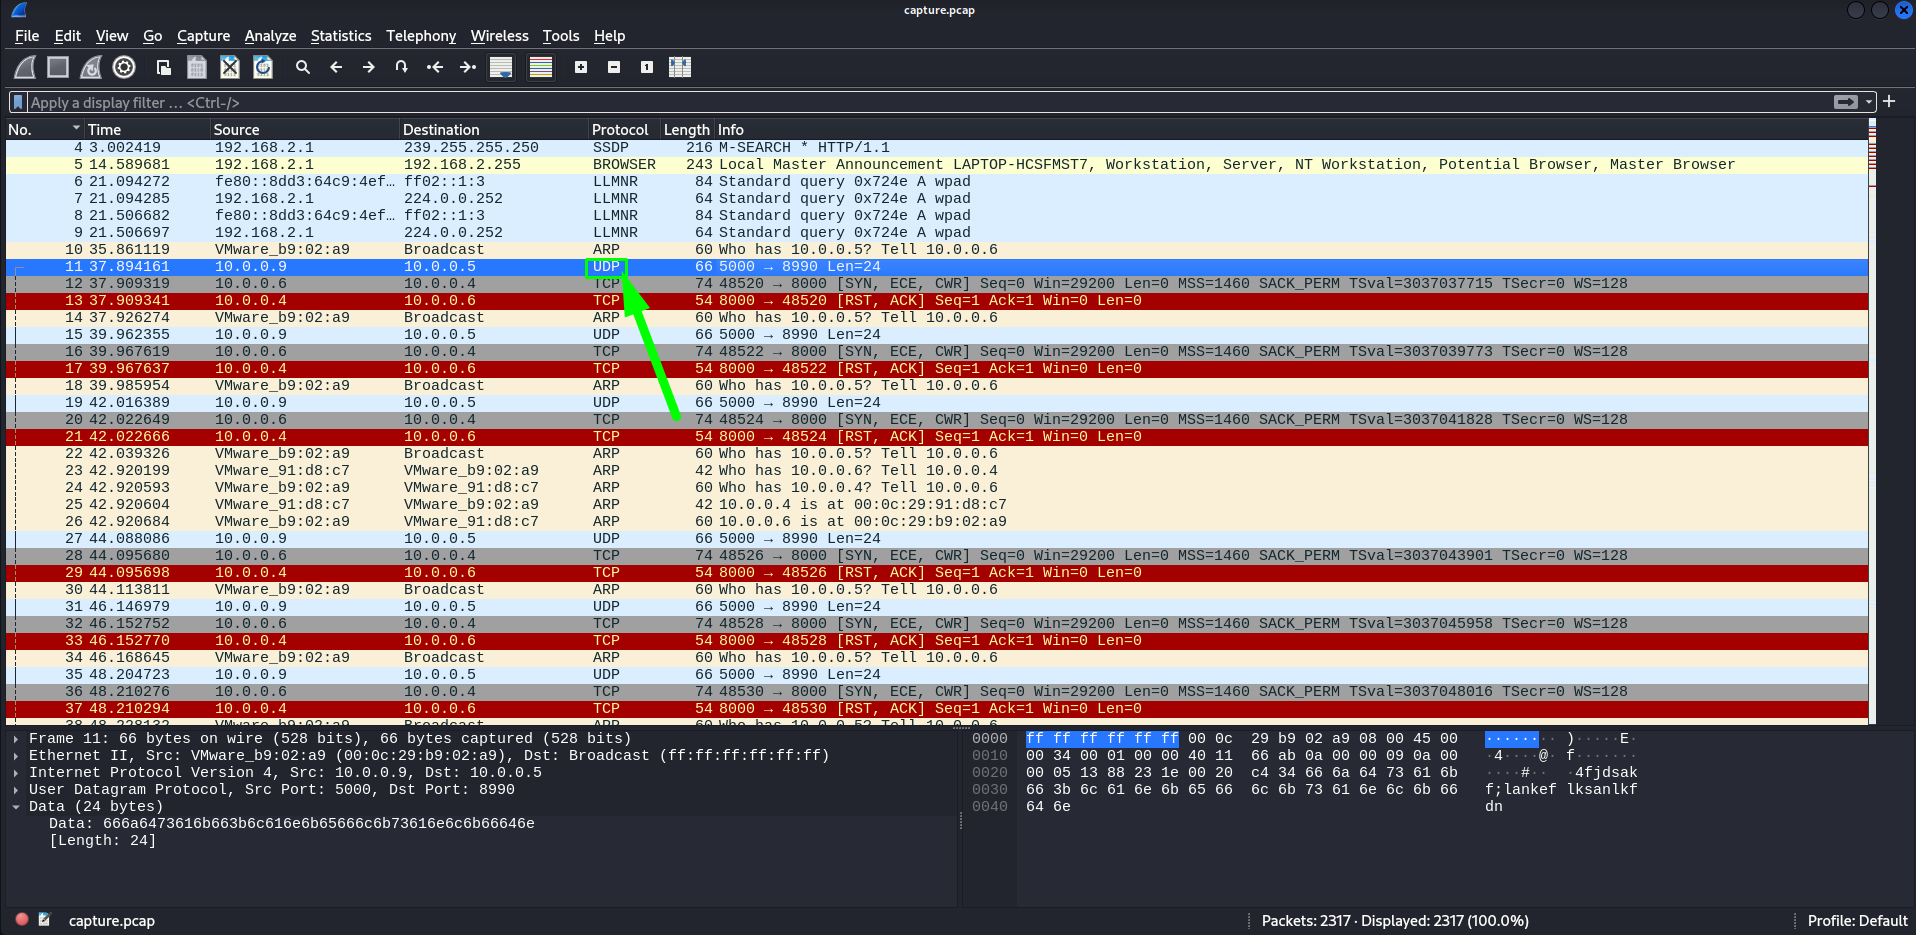 capture.pcap
File Edit View Go Capture Analyze Statistics Telephony Wireless Tools Help
Apply a display filter … <Ctrl-/>
No. Time Source Destination Protocol Length Info
4 3.002419 192.168.2.1 239.255.255.250 SSDP 216 M-SEARCH * HTTP/1.1
5 14.589681 192.168.2.1 192.168.2.255 BROWSER 243 Local Master Announcement LAPTOP-HCSFMST7, Workstation, Server, NT Workstation, Potential Browser, Master Browser
6 21.094272 fe80::8dd3:64c9:4ef… ff02::1:3 LLMNR 84 Standard query 0x724e A wpad
7 21.094285 192.168.2.1 224.0.0.252 LLMNR 64 Standard query 0x724e A wpad
8 21.506682 fe80::8dd3:64c9:4ef… ff02::1:3 LLMNR 84 Standard query 0x724e A wpad
9 21.506697 192.168.2.1 224.0.0.252 LLMNR 64 Standard query 0x724e A wpad
10 35.861119 VMware_b9:02:a9 Broadcast ARP 60 Who has 10.0.0.5? Tell 10.0.0.6
11 37.894161 10.0.0.9 10.0.0.5 UDP 66 5000 → 8990 Len=24
12 37.909319 10.0.0.6 10.0.0.4 TCP 74 48520 → 8000 [SYN, ECE, CWR] Seq=0 Win=29200 Len=0 MSS=1460 SACK_PERM TSval=3037037715 TSecr=0 WS=128
13 37.909341 10.0.0.4 10.0.0.6 TCP 54 8000 → 48520 [RST, ACK] Seq=1 Ack=1 Win=0 Len=0
14 37.926274 VMware_b9:02:a9 Broadcast ARP 60 Who has 10.0.0.5? Tell 10.0.0.6
15 39.962355 10.0.0.9 10.0.0.5 UDP 66 5000 → 8990 Len=24
16 39.967619 10.0.0.6 10.0.0.4 TCP 74 48522 → 8000 [SYN, ECE, CWR] Seq=0 Win=29200 Len=0 MSS=1460 SACK_PERM TSval=3037039773 TSecr=0 WS=128
17 39.967637 10.0.0.4 10.0.0.6 TCP 54 8000 → 48522 [RST, ACK] Seq=1 Ack=1 Win=0 Len=0
18 39.985954 VMware_b9:02:a9 Broadcast ARP 60 Who has 10.0.0.5? Tell 10.0.0.6
19 42.016389 10.0.0.9 10.0.0.5 UDP 66 5000 → 8990 Len=24
20 42.022649 10.0.0.6 10.0.0.4 TCP 74 48524 → 8000 [SYN, ECE, CWR] Seq=0 Win=29200 Len=0 MSS=1460 SACK_PERM TSval=3037041828 TSecr=0 WS=128
21 42.022666 10.0.0.4 10.0.0.6 TCP 54 8000 → 48524 [RST, ACK] Seq=1 Ack=1 Win=0 Len=0
22 42.039326 VMware_b9:02:a9 Broadcast ARP 60 Who has 10.0.0.5? Tell 10.0.0.6
23 42.920199 VMware_91:d8:c7 VMware_b9:02:a9 ARP 42 Who has 10.0.0.6? Tell 10.0.0.4
24 42.920593 VMware_b9:02:a9 VMware_91:d8:c7 ARP 60 Who has 10.0.0.4? Tell 10.0.0.6
25 42.920604 VMware_91:d8:c7 VMware_b9:02:a9 ARP 42 10.0.0.4 is at 00:0c:29:91:d8:c7
26 42.920684 VMware_b9:02:a9 VMware_91:d8:c7 ARP 60 10.0.0.6 is at 00:0c:29:b9:02:a9
27 44.088086 10.0.0.9 10.0.0.5 UDP 66 5000 → 8990 Len=24
28 44.095680 10.0.0.6 10.0.0.4 TCP 74 48526 → 8000 [SYN, ECE, CWR] Seq=0 Win=29200 Len=0 MSS=1460 SACK_PERM TSval=3037043901 TSecr=0 WS=128
29 44.095698 10.0.0.4 10.0.0.6 TCP 54 8000 → 48526 [RST, ACK] Seq=1 Ack=1 Win=0 Len=0
30 44.113811 VMware_b9:02:a9 Broadcast ARP 60 Who has 10.0.0.5? Tell 10.0.0.6
31 46.146979 10.0.0.9 10.0.0.5 UDP 66 5000 → 8990 Len=24
32 46.152752 10.0.0.6 10.0.0.4 TCP 74 48528 → 8000 [SYN, ECE, CWR] Seq=0 Win=29200 Len=0 MSS=1460 SACK_PERM TSval=3037045958 TSecr=0 WS=128
33 46.152770 10.0.0.4 10.0.0.6 TCP 54 8000 → 48528 [RST, ACK] Seq=1 Ack=1 Win=0 Len=0
34 46.168645 VMware_b9:02:a9 Broadcast ARP 60 Who has 10.0.0.5? Tell 10.0.0.6
35 48.204723 10.0.0.9 10.0.0.5 UDP 66 5000 → 8990 Len=24
36 48.210276 10.0.0.6 10.0.0.4 TCP 74 48530 → 8000 [SYN, ECE, CWR] Seq=0 Win=29200 Len=0 MSS=1460 SACK_PERM TSval=3037048016 TSecr=0 WS=128
37 48.210294 10.0.0.4 10.0.0.6 TCP 54 8000 → 48530 [RST, ACK] Seq=1 Ack=1 Win=0 Len=0
38 48.228132 VMware_b9:02:a9 Broadcast ARP 60 Who has 10.0.0.5? Tell 10.0.0.6
Frame 11: 66 bytes on wire (528 bits), 66 bytes captured (528 bits)
Ethernet II, Src: VMware_b9:02:a9 (00:0c:29:b9:02:a9), Dst: Broadcast (ff:ff:ff:ff:ff:ff)
Internet Protocol Version 4, Src: 10.0.0.9, Dst: 10.0.0.5
User Datagram Protocol, Src Port: 5000, Dst Port: 8990
Data (24 bytes)
Data: 666a6473616b663b6c616e6b65666c6b73616e6c6b66646e
[Length: 24]
0000 ff ff ff ff ff ff 00 0c 29 b9 02 a9 08 00 45 00 ········ )·····E·
0010 00 34 00 01 00 00 40 11 66 ab 0a 00 00 09 0a 00 ·4····@· f·······
0020 00 05 13 88 23 1e 00 20 c4 34 66 6a 64 73 61 6b ····#·· ·4fjdsak
0030 66 3b 6c 61 6e 6b 65 66 6c 6b 73 61 6e 6c 6b 66 f;lankef lksanlkf
0040 64 6e dn
capture.pcap
Packets: 2317 · Displayed: 2317 (100.0%)
Profile: Default